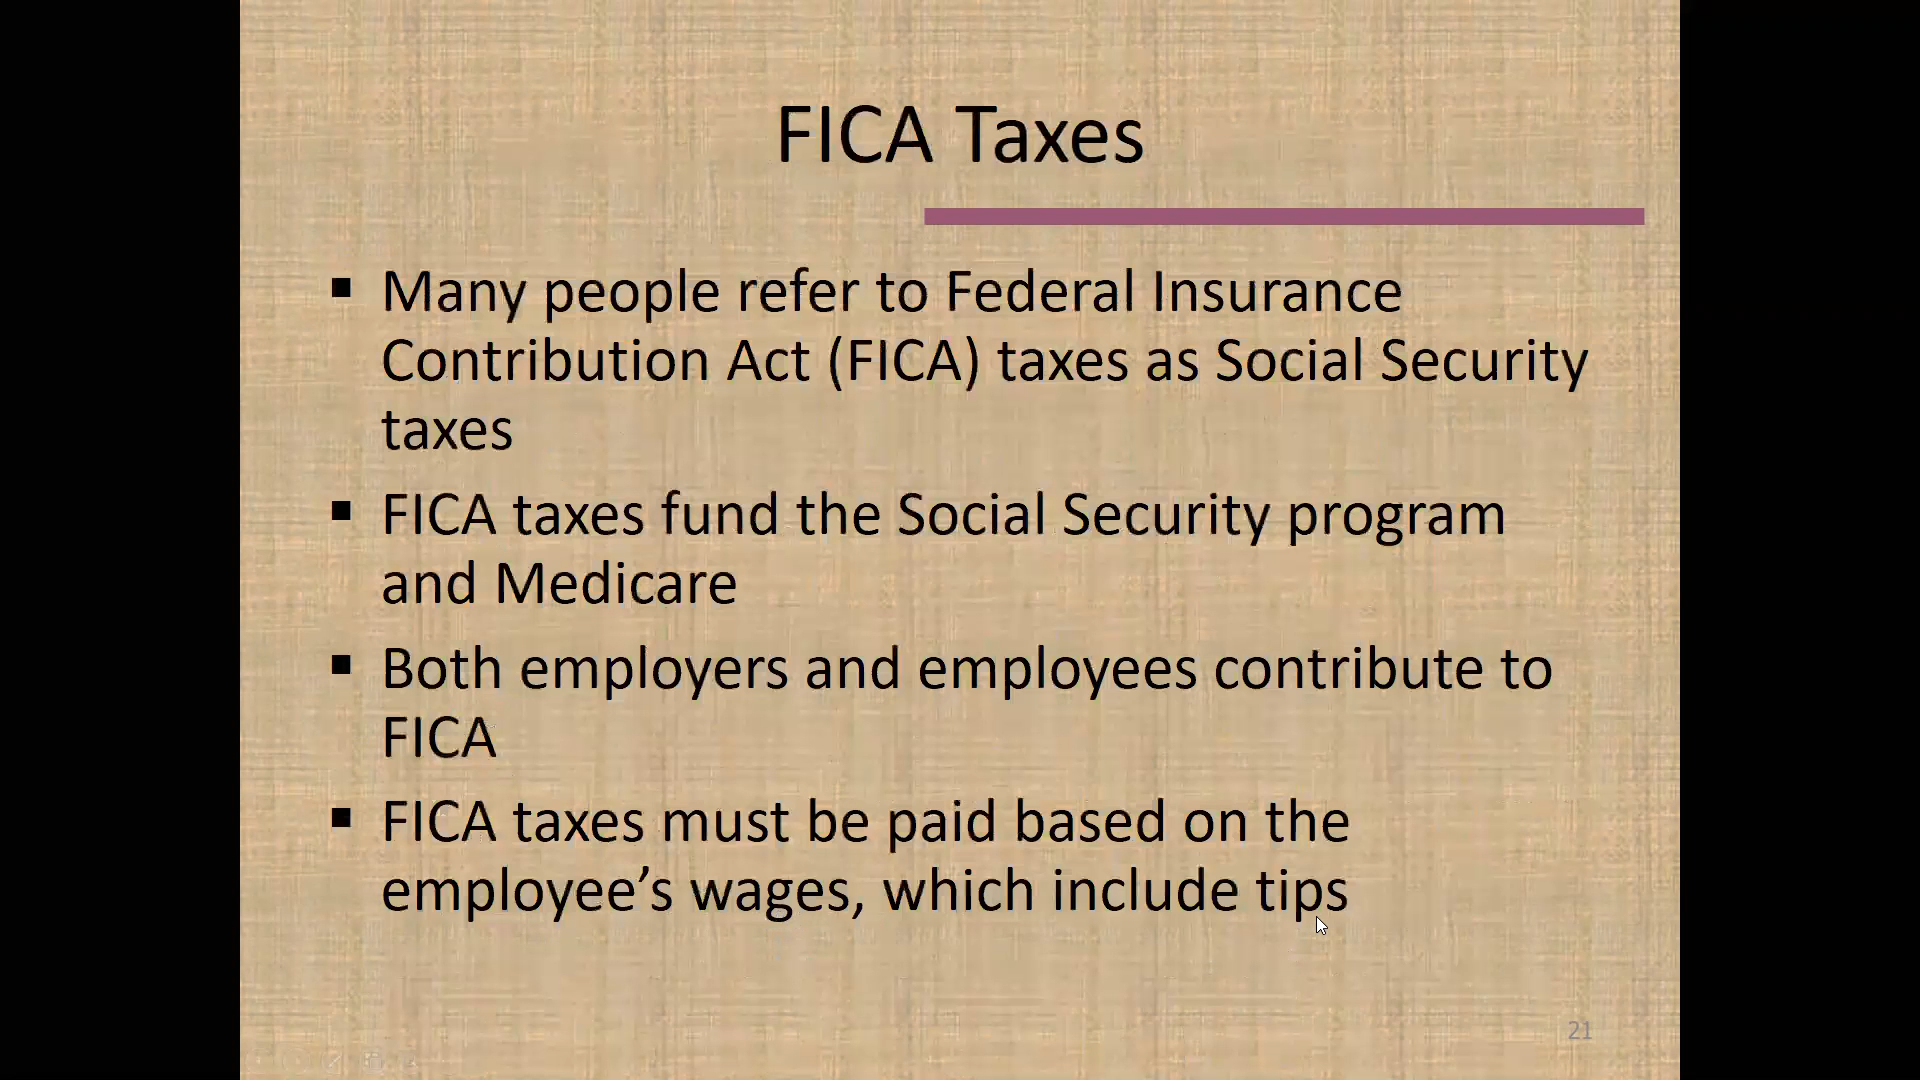 FICA Taxes
▪ Many people refer to Federal Insurance
Contribution Act (FICA) taxes as Social Security
taxes
▪ FICA taxes fund the Social Security program
and Medicare
▪ Both employers and employees contribute to
FICA
▪ FICA taxes must be paid based on the
employee’s wages, which include tips
21